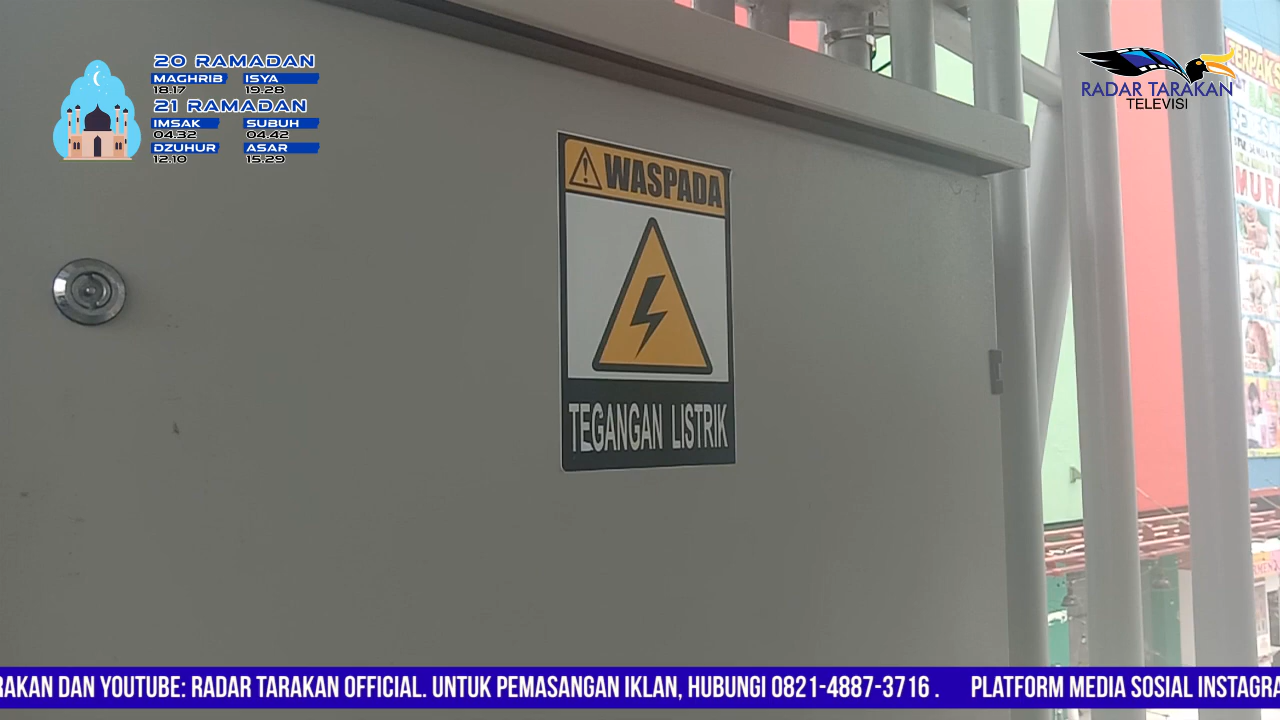 20 RAMADAN
MAGHRIB ISYA
18.17 19.28
21 RAMADAN
IMSAK SUBUH
04.32 04.42
DZUHUR ASAR
12.10 15.29
RADAR TARAKAN
TELEVISI
WASPADA
TEGANGAN LISTRIK
RAKAN DAN YOUTUBE: RADAR TARAKAN OFFICIAL. UNTUK PEMASANGAN IKLAN, HUBUNGI 0821-4887-3716 . PLATFORM MEDIA SOSIAL INSTAGRA